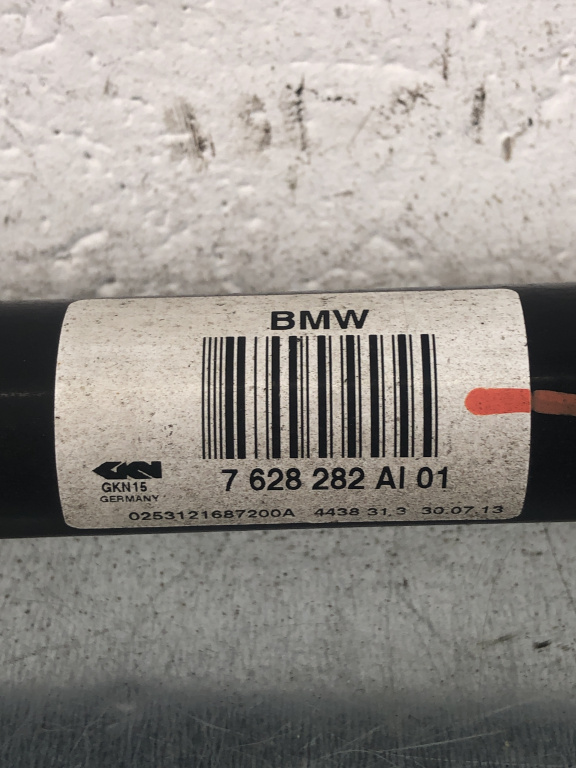 BMW
7 628 282 AI 01
GKN
GKN15
GERMANY
0253121687200A 4438 31.3 30.07.13